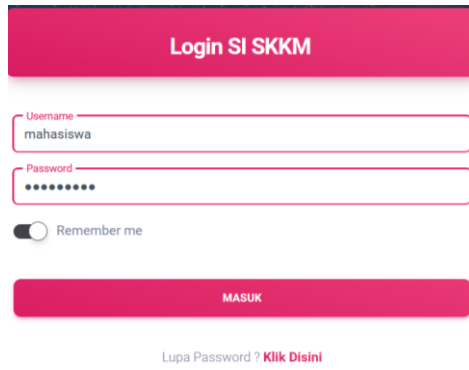 Login SI SKKM
Username
mahasiswa
Password
•••••••••
Remember me
MASUK
Lupa Password ? Klik Disini